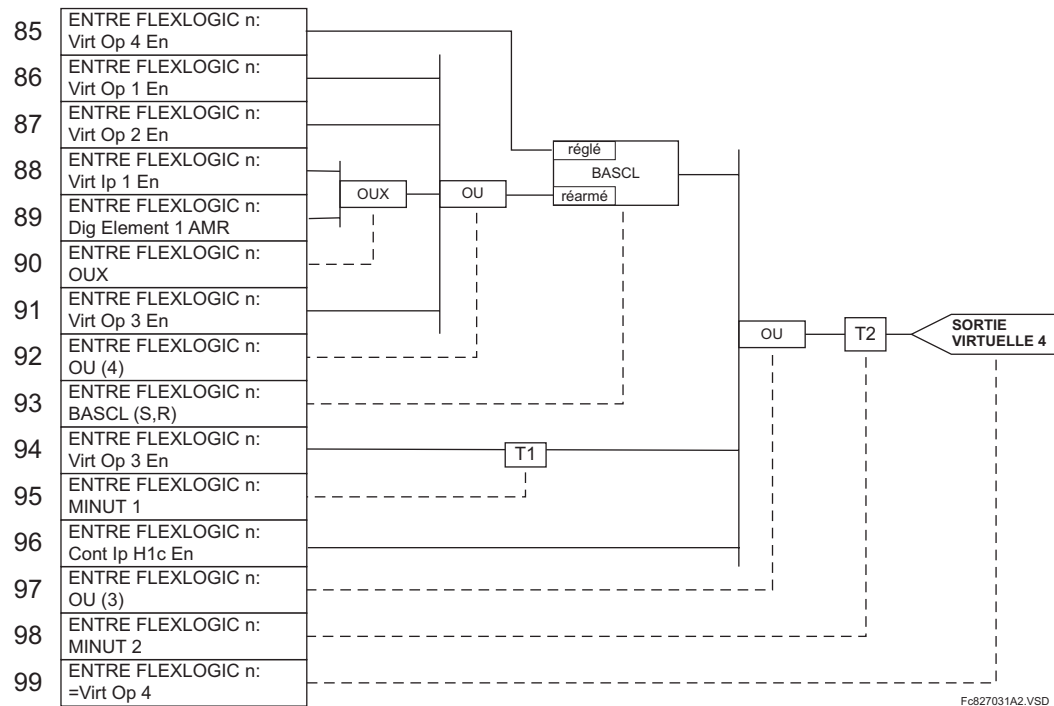 85 ENTRE FLEXLOGIC n:
Virt Op 4 En
86 ENTRE FLEXLOGIC n:
Virt Op 1 En
87 ENTRE FLEXLOGIC n:
Virt Op 2 En
88 ENTRE FLEXLOGIC n:
Virt Ip 1 En
89 ENTRE FLEXLOGIC n:
Dig Element 1 AMR
90 ENTRE FLEXLOGIC n:
OUX
91 ENTRE FLEXLOGIC n:
Virt Op 3 En
92 ENTRE FLEXLOGIC n:
OU (4)
93 ENTRE FLEXLOGIC n:
BASCL (S,R)
94 ENTRE FLEXLOGIC n:
Virt Op 3 En
95 ENTRE FLEXLOGIC n:
MINUT 1
96 ENTRE FLEXLOGIC n:
Cont Ip H1c En
97 ENTRE FLEXLOGIC n:
OU (3)
98 ENTRE FLEXLOGIC n:
MINUT 2
99 ENTRE FLEXLOGIC n:
=Virt Op 4
OUX
OU
réglé
BASCL
réarmé
T1
OU
T2
SORTIE
VIRTUELLE 4
Fc827031A2.VSD